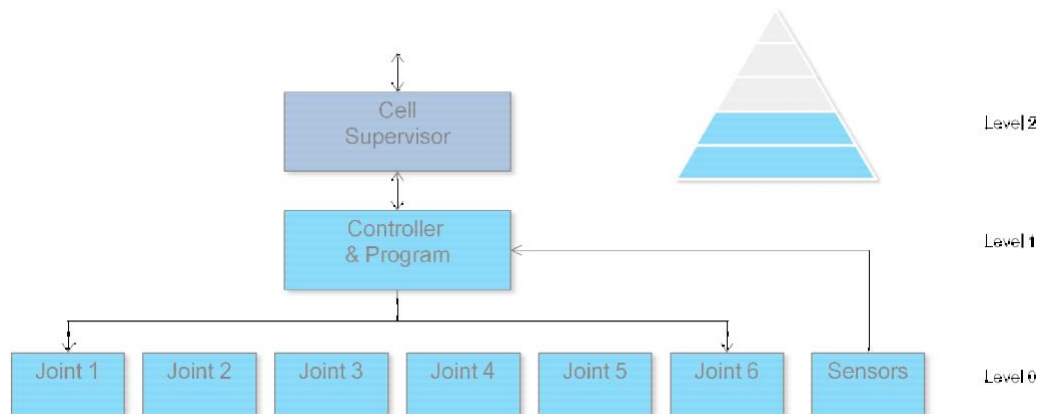 Cell
Supervisor
Level 2
Controller
& Program
Level 1
Joint 1
Joint 2
Joint 3
Joint 4
Joint 5
Joint 6
Sensors
Level 0